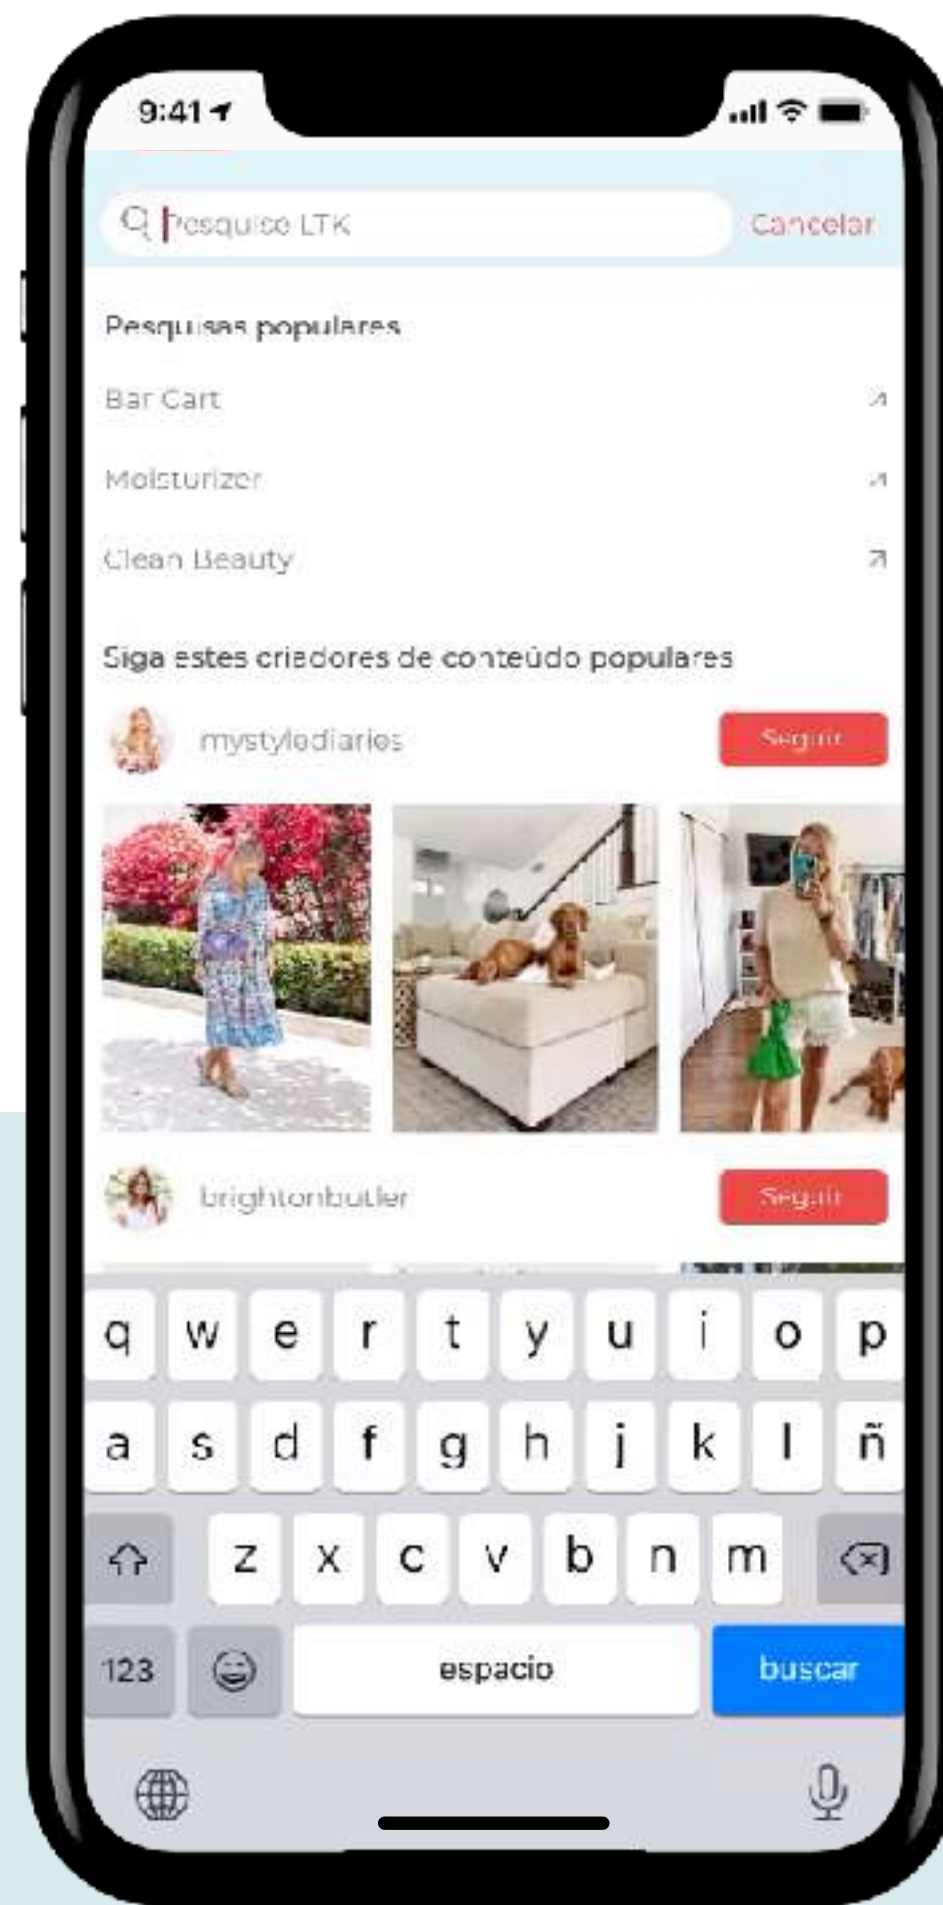 9:41
Pesquise LTK Cancelar
Pesquisas populares
Bar Cart
Moisturizer
Clean Beauty
Siga estes criadores de conteúdo populares
mystylediaries Seguir
brightonbutler Seguir
q w e r t y u i o p
a s d f g h j k l ñ
z x c v b n m
123 espacio buscar